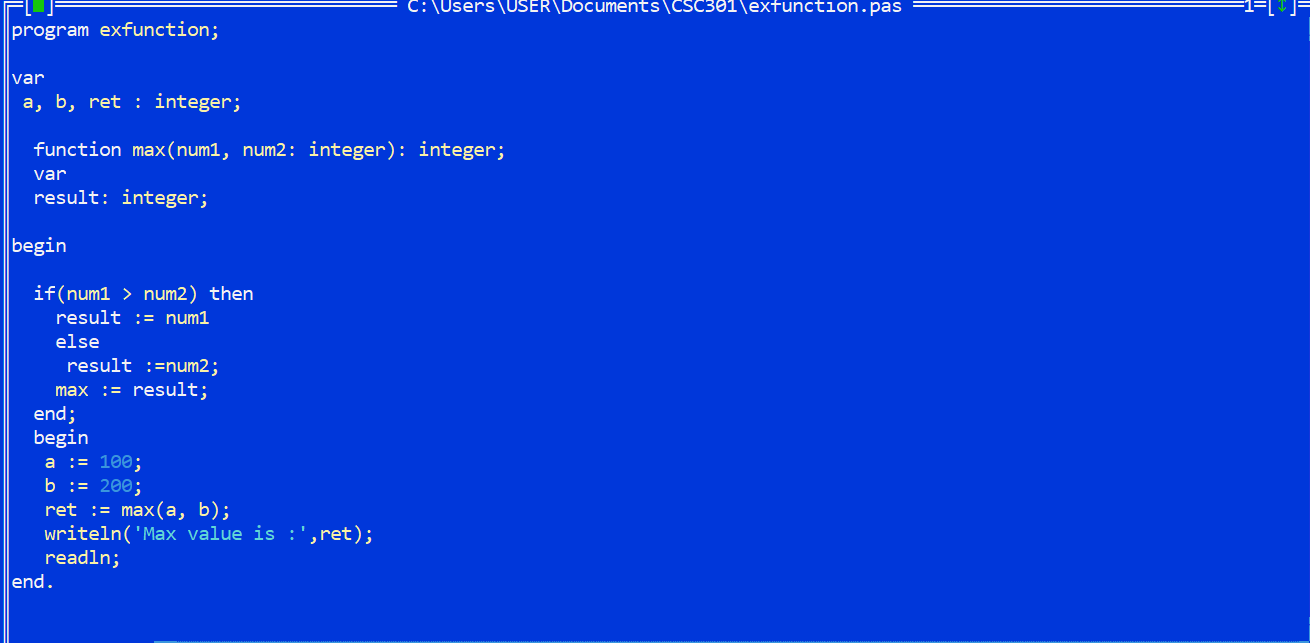 C:\Users\USER\Documents\CSC301\exfunction.pas 1=[↕]
program exfunction;
var
a, b, ret : integer;
function max(num1, num2: integer): integer;
var
result: integer;
begin
if(num1 > num2) then
result := num1
else
result :=num2;
max := result;
end;
begin
a := 100;
b := 200;
ret := max(a, b);
writeln('Max value is :',ret);
readln;
end.